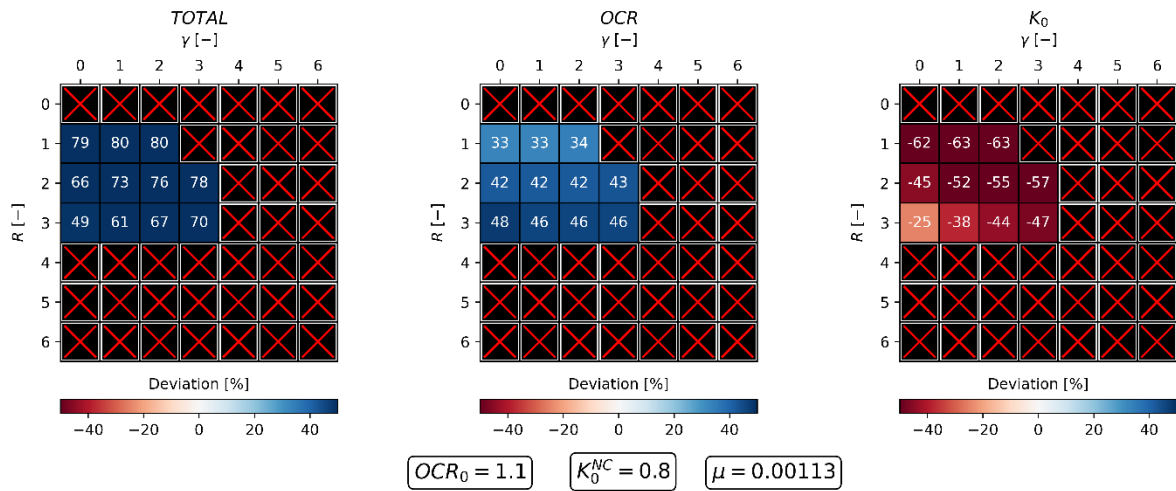 TOTAL OCR K₀
γ [−] γ [−] γ [−]
0 1 2 3 4 5 6 0 1 2 3 4 5 6 0 1 2 3 4 5 6
0 0 0
1 79 80 80 1 33 33 34 1 -62 -63 -63
R [−] 2 66 73 76 78 R [−] 2 42 42 42 43 R [−] 2 -45 -52 -55 -57
3 49 61 67 70 3 48 46 46 46 3 -25 -38 -44 -47
4 4 4
5 5 5
6 6 6
Deviation [%] Deviation [%] Deviation [%]
−40 −20 0 20 40 −40 −20 0 20 40 −40 −20 0 20 40
OCR₀ = 1.1 K₀ᴺᶜ = 0.8 μ = 0.00113